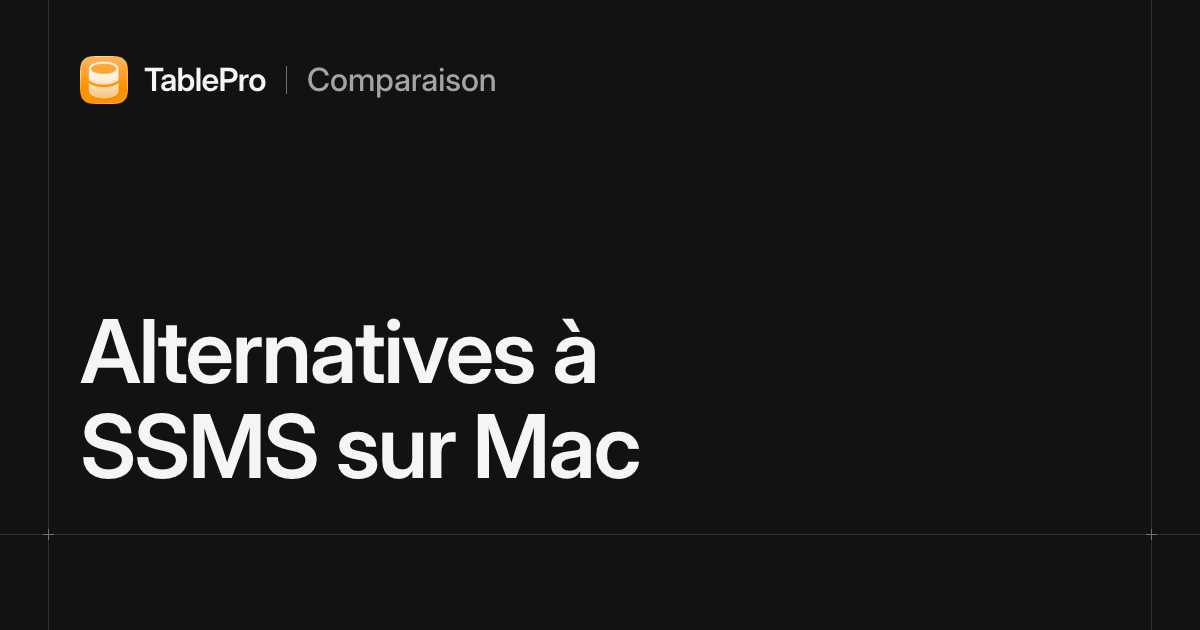 TablePro | Comparaison
Alternatives à
SSMS sur Mac